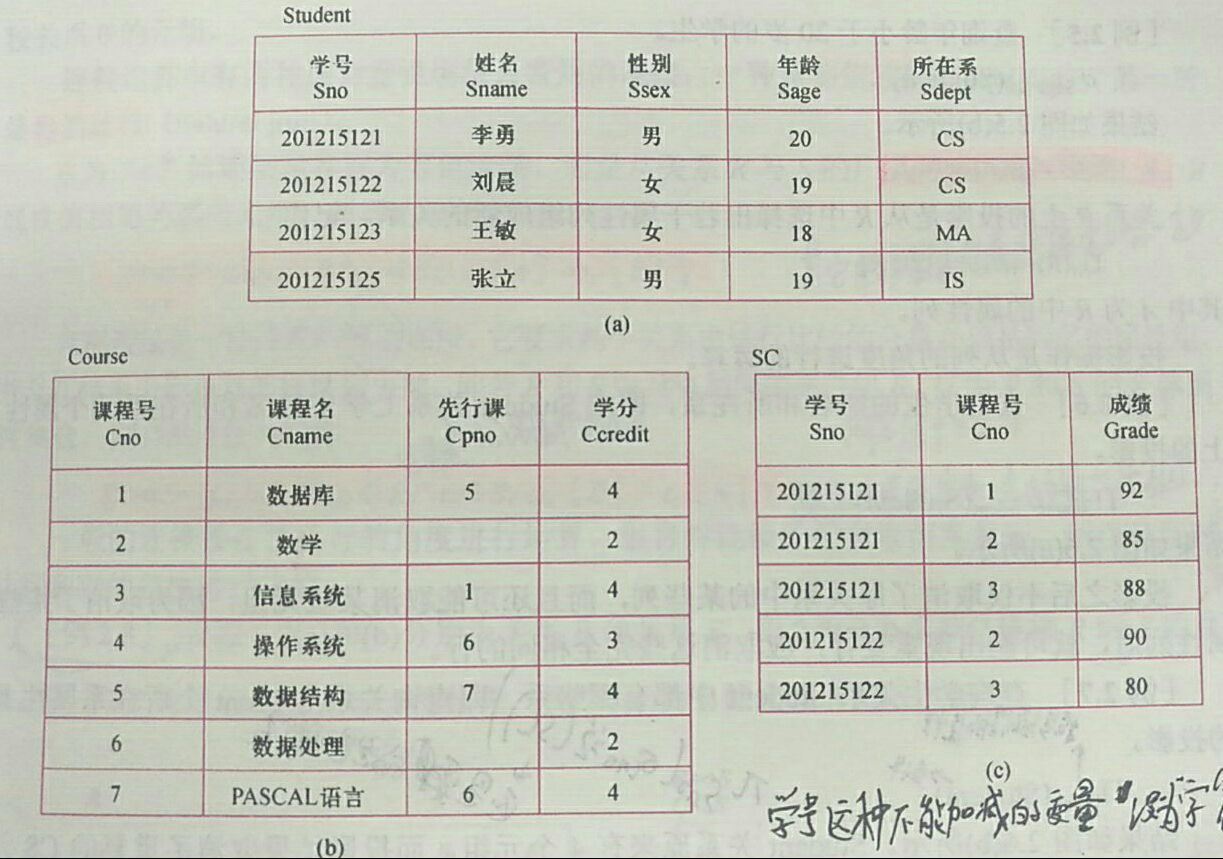 Student
学号 姓名 性别 年龄 所在系
Sno Sname Ssex Sage Sdept
201215121 李勇 男 20 CS
201215122 刘晨 女 19 CS
201215123 王敏 女 18 MA
201215125 张立 男 19 IS
(a)
Course
课程号 课程名 先行课 学分
Cno Cname Cpno Ccredit
1 数据库 5 4
2 数学 2
3 信息系统 1 4
4 操作系统 6 3
5 数据结构 7 4
6 数据处理 2
7 PASCAL语言 6 4
(b)
SC
学号 课程号 成绩
Sno Cno Grade
201215121 1 92
201215121 2 85
201215121 3 88
201215122 2 90
201215122 3 80
(c)
学号这种不能加减的变量